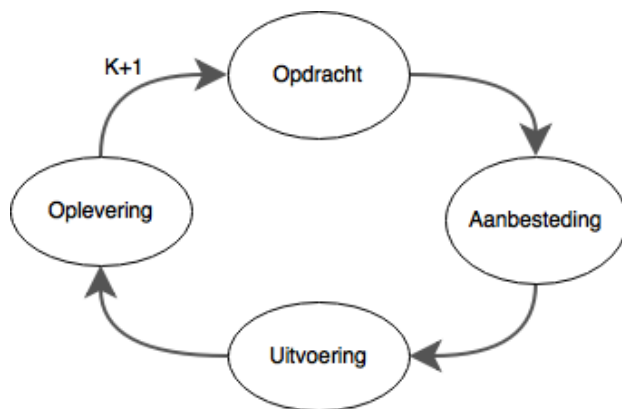 K+1
Opdracht
Aanbesteding
Uitvoering
Oplevering